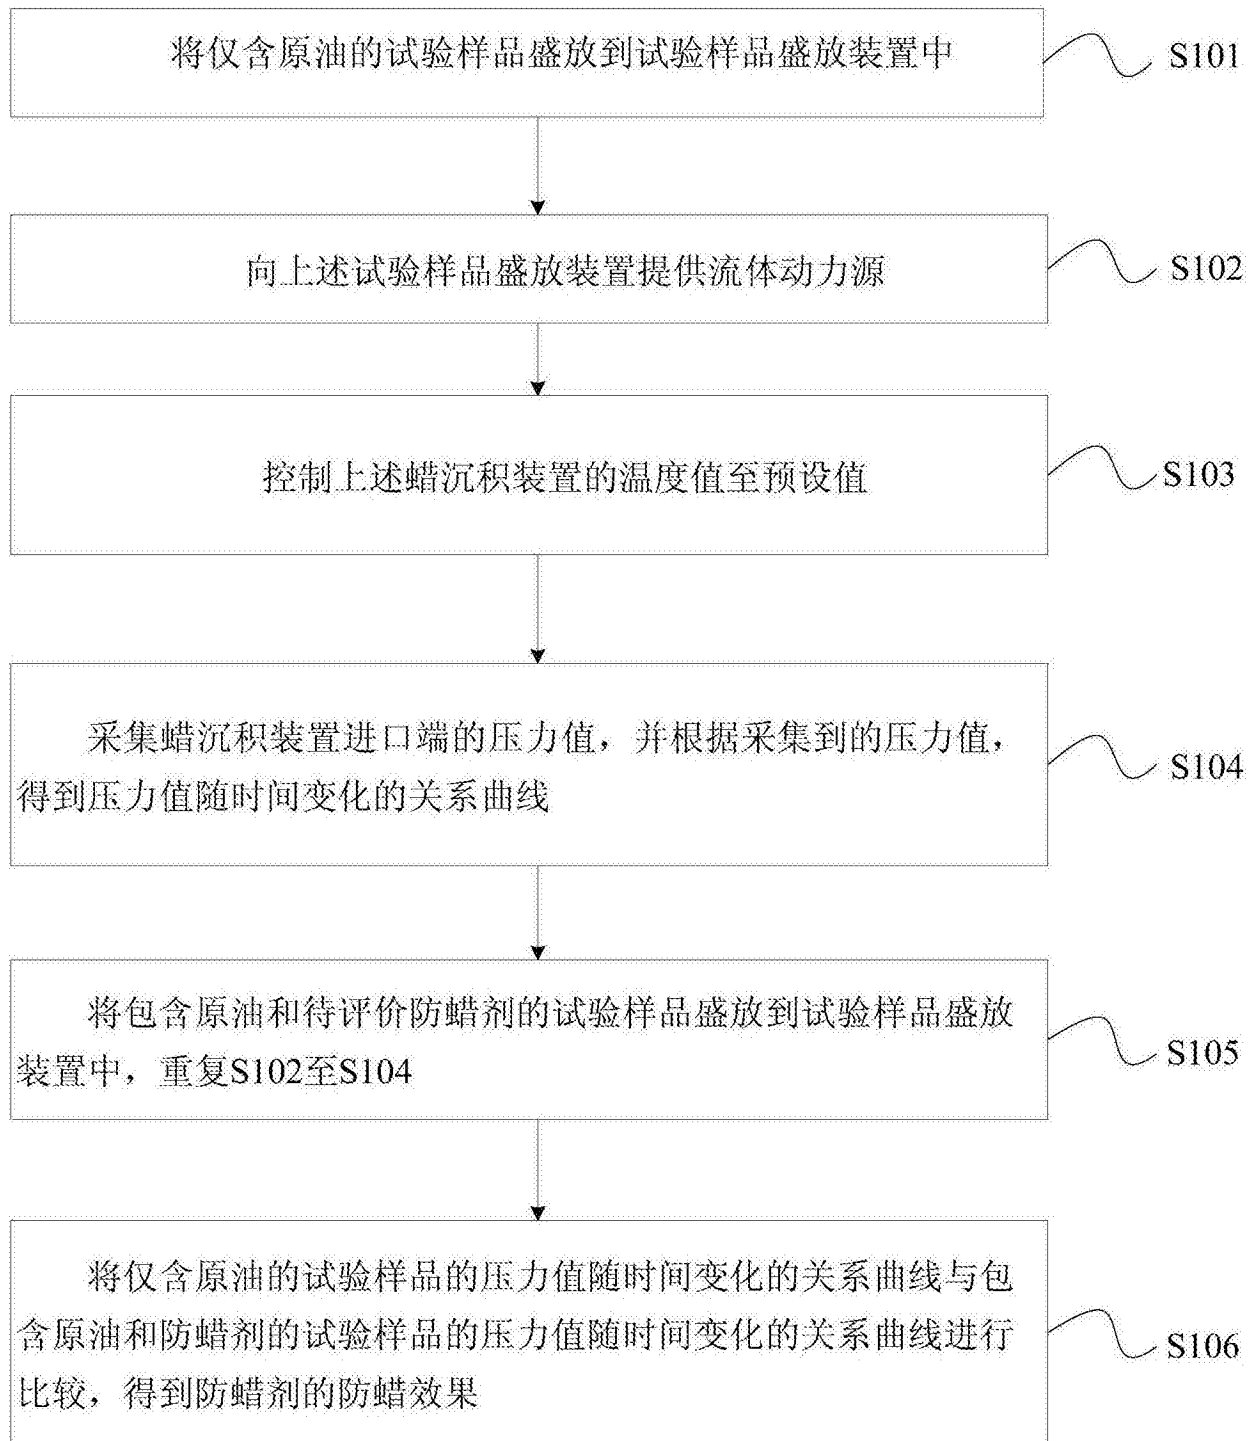 将仅含原油的试验样品盛放到试验样品盛放装置中
S101
向上述试验样品盛放装置提供流体动力源
S102
控制上述蜡沉积装置的温度值至预设值
S103
采集蜡沉积装置进口端的压力值，并根据采集到的压力值，
得到压力值随时间变化的关系曲线
S104
将包含原油和待评价防蜡剂的试验样品盛放到试验样品盛放
装置中，重复S102至S104
S105
将仅含原油的试验样品的压力值随时间变化的关系曲线与包
含原油和防蜡剂的试验样品的压力值随时间变化的关系曲线进行
比较，得到防蜡剂的防蜡效果
S106